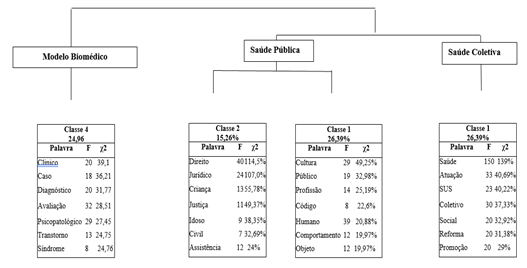 Modelo Biomédico
Saúde Pública
Saúde Coletiva
Classe 4
24,96
Palavra F χ2
Clínico 20 39,1
Caso 18 36,21
Diagnóstico 20 31,77
Avaliação 32 28,51
Psicopatológico 29 27,45
Transtorno 13 24,75
Síndrome 8 24,76
Classe 2
15,26%
Palavra F χ2
Direito 40 114,5%
Jurídico 24 107,0%
Criança 13 55,78%
Justiça 11 49,37%
Idoso 9 38,35%
Civil 7 32,69%
Assistência 12 24%
Classe 1
26,39%
Palavra F χ2
Cultura 29 49,25%
Público 19 32,98%
Profissão 14 25,19%
Código 8 22,6%
Humano 39 20,88%
Comportamento 12 19,97%
Objeto 12 19,97%
Classe 1
26,39%
Palavra F χ2
Saúde 150 139%
Atuação 33 40,69%
SUS 23 40,22%
Coletivo 30 37,33%
Social 20 32,92%
Reforma 20 31,38%
Promoção 20 29%